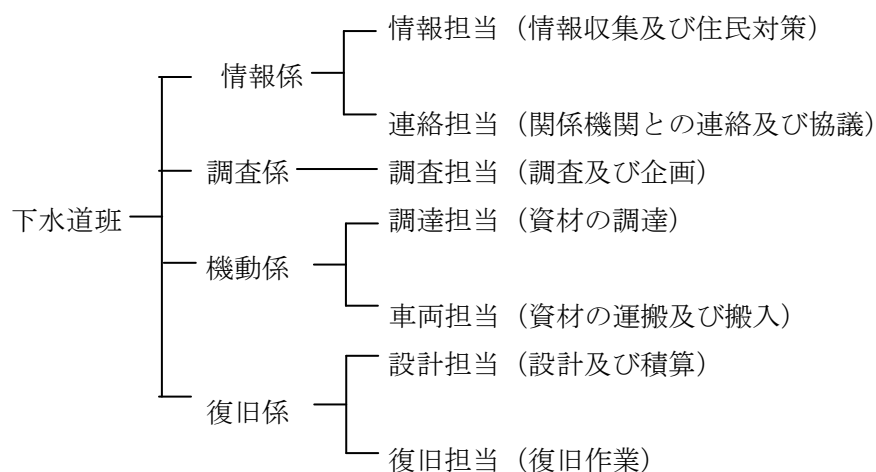 情報担当（情報収集及び住民対策）
情報係
連絡担当（関係機関との連絡及び協議）
調査係
調査担当（調査及び企画）
下水道班
調達担当（資材の調達）
機動係
車両担当（資材の運搬及び搬入）
設計担当（設計及び積算）
復旧係
復旧担当（復旧作業）